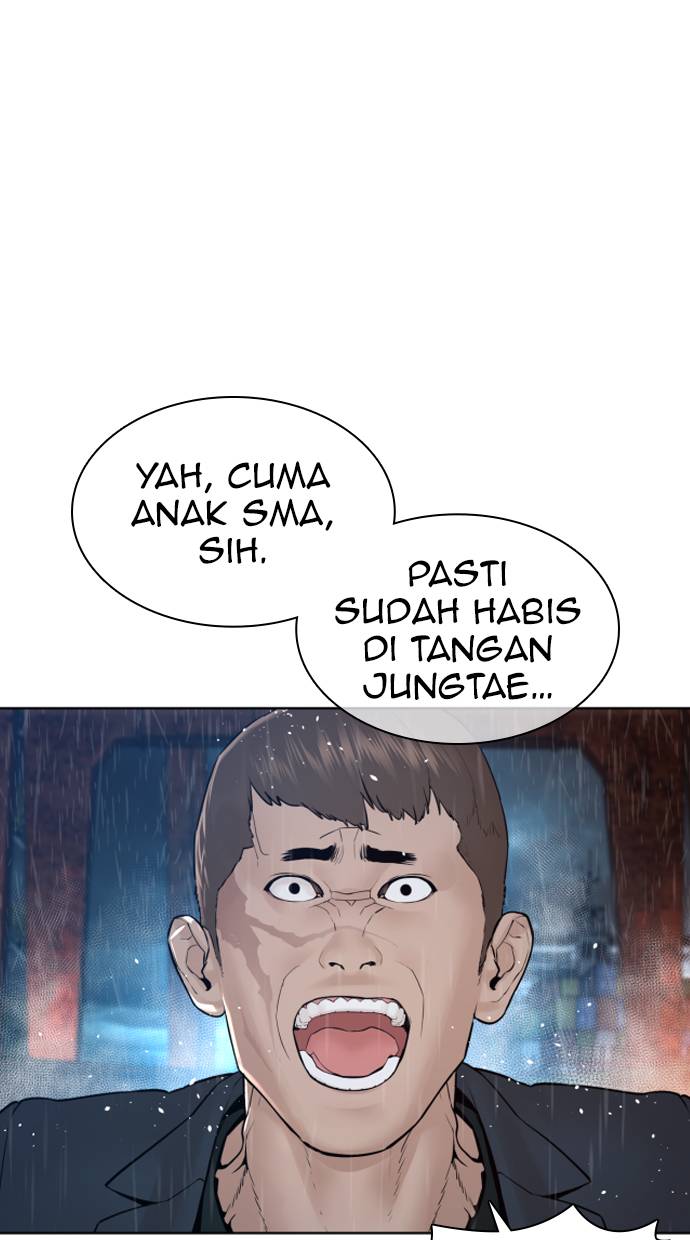 YAH, CUMA
ANAK SMA,
SIH.
PASTI
SUDAH HABIS
DI TANGAN
JUNGTAE...